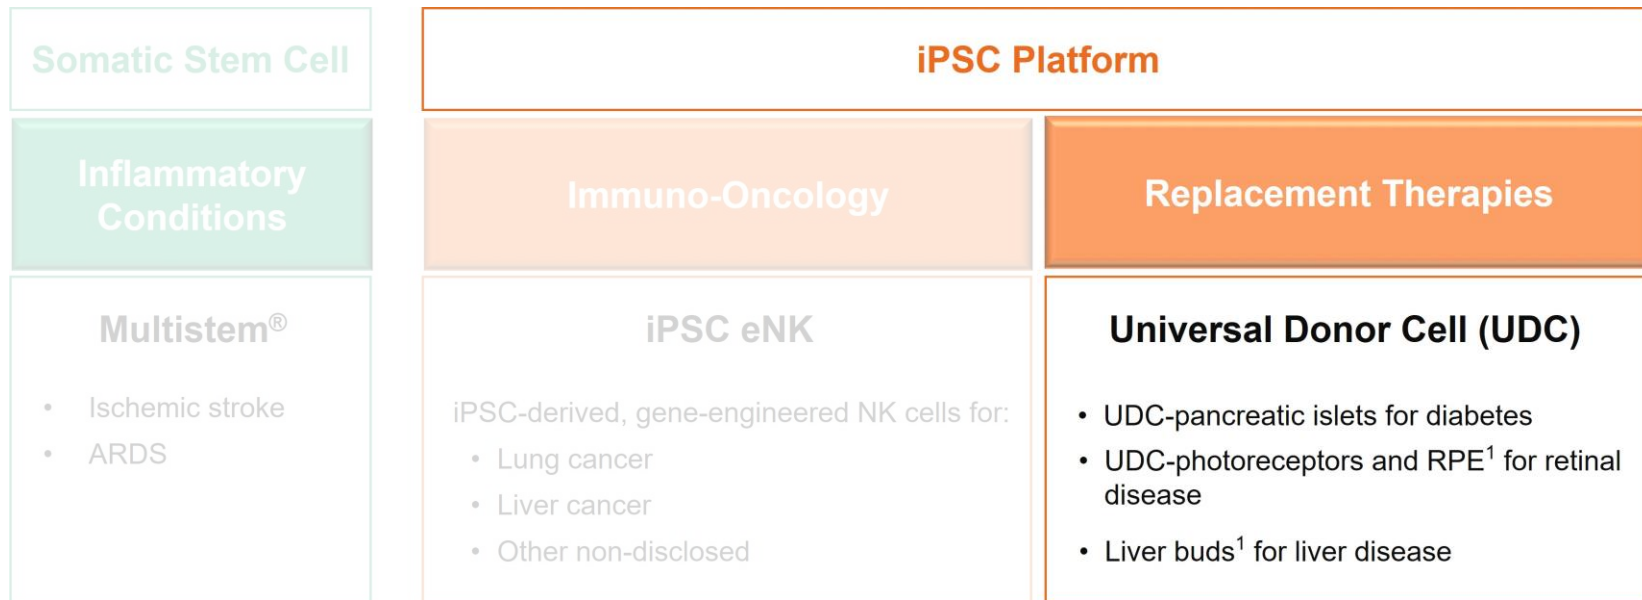 Somatic Stem Cell
iPSC Platform
Inflammatory
Conditions
Immuno-Oncology
Replacement Therapies
Multistem®
• Ischemic stroke
• ARDS
iPSC eNK
iPSC-derived, gene-engineered NK cells for:
• Lung cancer
• Liver cancer
• Other non-disclosed
Universal Donor Cell (UDC)
• UDC-pancreatic islets for diabetes
• UDC-photoreceptors and RPE¹ for retinal
disease
• Liver buds¹ for liver disease